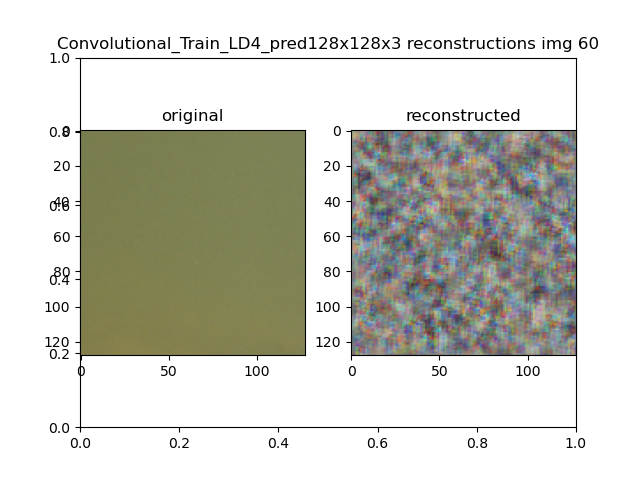 Convolutional_Train_LD4_pred128x128x3 reconstructions img 60
1.0
original reconstructed
0.8 0 0
20 20
0.6 40 40
60 60
0.4 80 80
100 100
0.2 120 120
0 50 100 0 50 100
0.0
0.0 0.2 0.4 0.6 0.8 1.0